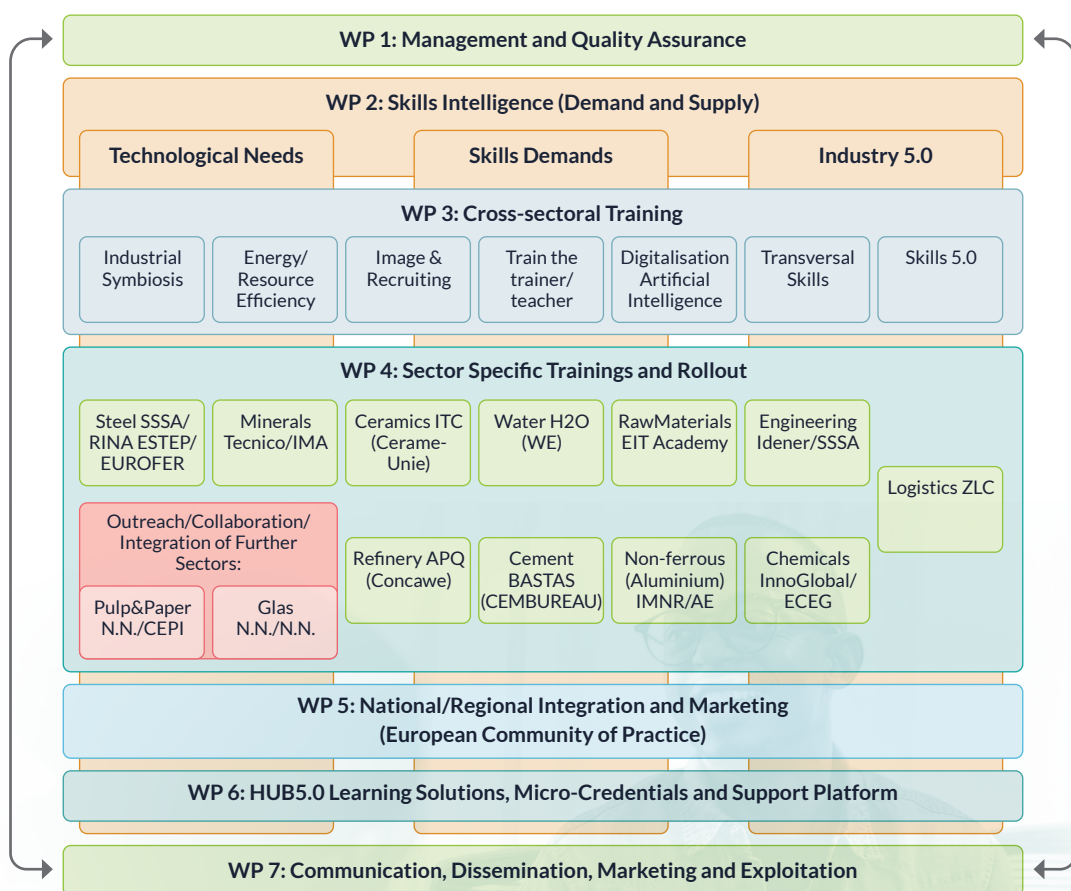 WP 1: Management and Quality Assurance
WP 2: Skills Intelligence (Demand and Supply)
Technological Needs
Skills Demands
Industry 5.0
WP 3: Cross-sectoral Training
Industrial
Symbiosis
Energy/
Resource
Efficiency
Image &
Recruiting
Train the
trainer/
teacher
Digitalisation
Artificial
Intelligence
Transversal
Skills
Skills 5.0
WP 4: Sector Specific Trainings and Rollout
Steel SSSA/
RINA ESTEP/
EUROFER
Minerals
Tecnico/IMA
Ceramics ITC
(Cerame-
Unie)
Water H2O
(WE)
RawMaterials
EIT Academy
Engineering
Idener/SSSA
Logistics ZLC
Outreach/Collaboration/
Integration of Further
Sectors:
Pulp&Paper
N.N./CEPI
Glas
N.N./N.N.
Refinery APQ
(Concawe)
Cement
BASTAS
(CEMBUREAU)
Non-ferrous
(Aluminium)
IMNR/AE
Chemicals
InnoGlobal/
ECEG
WP 5: National/Regional Integration and Marketing
(European Community of Practice)
WP 6: HUB5.0 Learning Solutions, Micro-Credentials and Support Platform
WP 7: Communication, Dissemination, Marketing and Exploitation